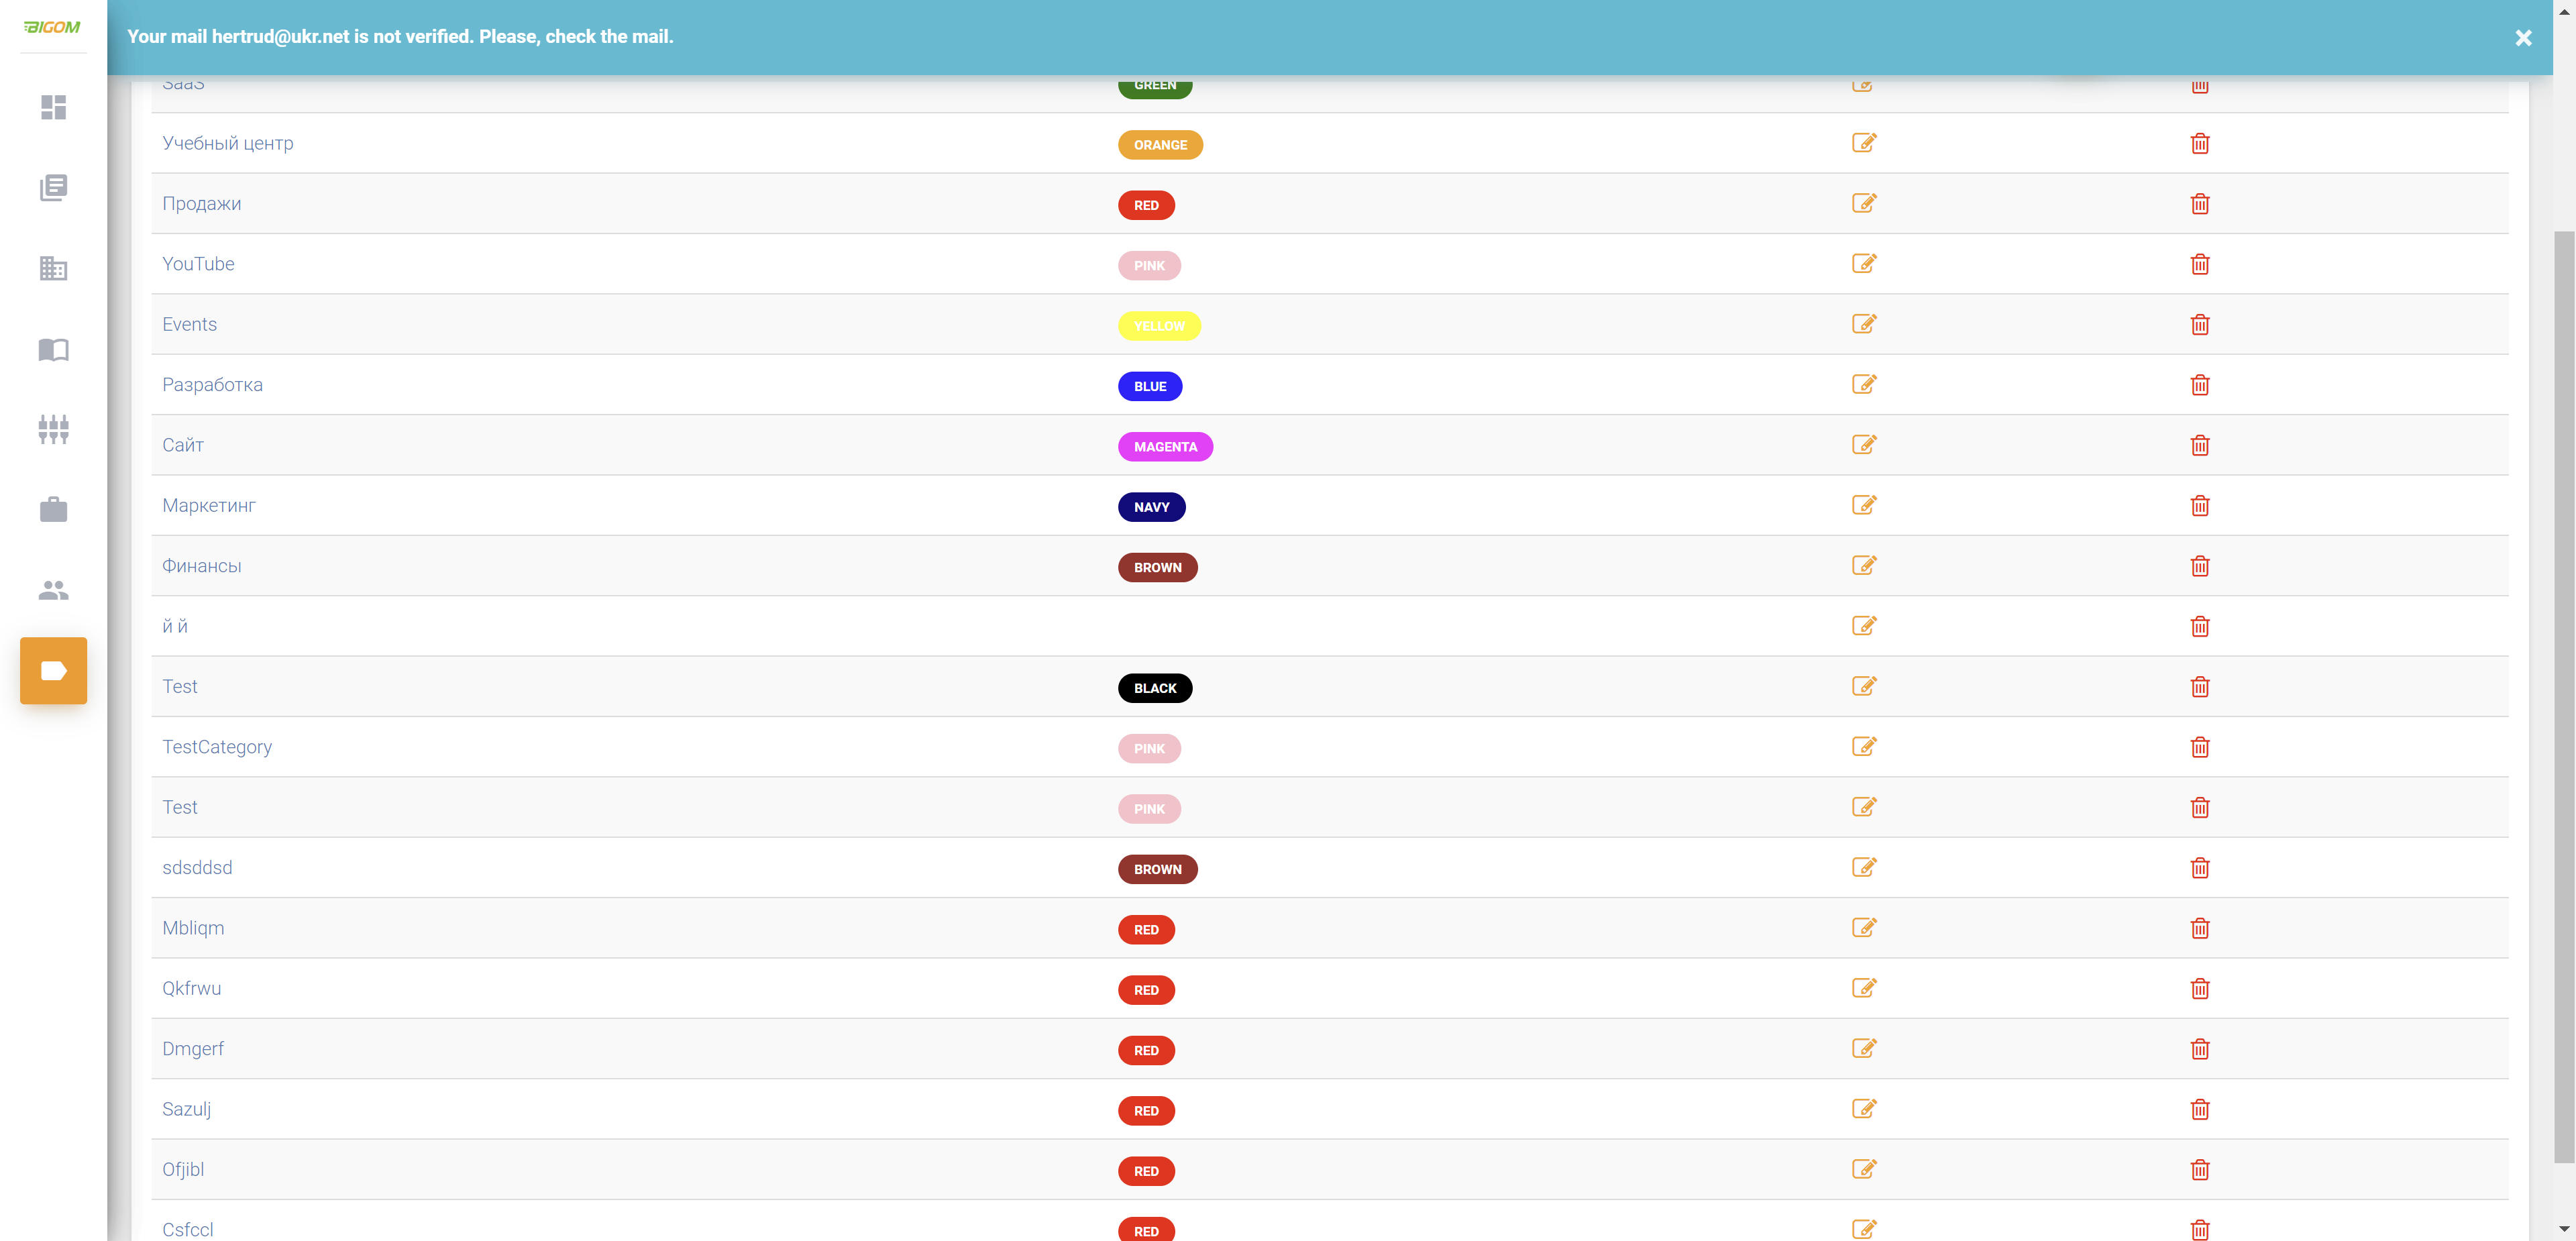 BIGOM
Your mail hertrud@ukr.net is not verified. Please, check the mail.
SaaS GREEN
Учебный центр ORANGE
Продажи RED
YouTube PINK
Events YELLOW
Разработка BLUE
Сайт MAGENTA
Маркетинг NAVY
Финансы BROWN
й й
Test BLACK
TestCategory PINK
Test PINK
sdsddsd BROWN
Mbliqm RED
Qkfrwu RED
Dmgerf RED
Sazulj RED
Ofjibl RED
Csfccl RED